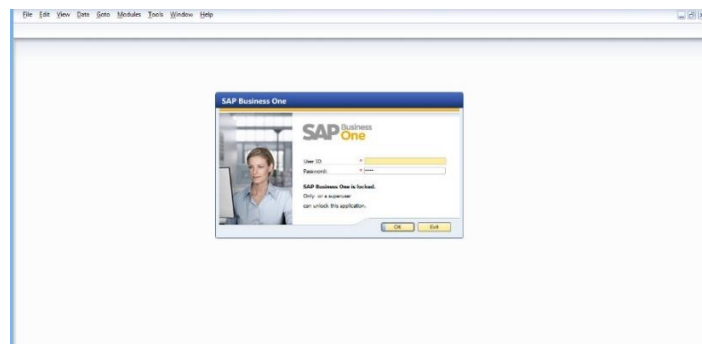 File Edit View Data Goto Modules Tools Window Help
SAP Business One
SAP Business One
User ID: *
Password: * ****
SAP Business One is locked.
Only or a superuser
can unlock this application.
OK Exit